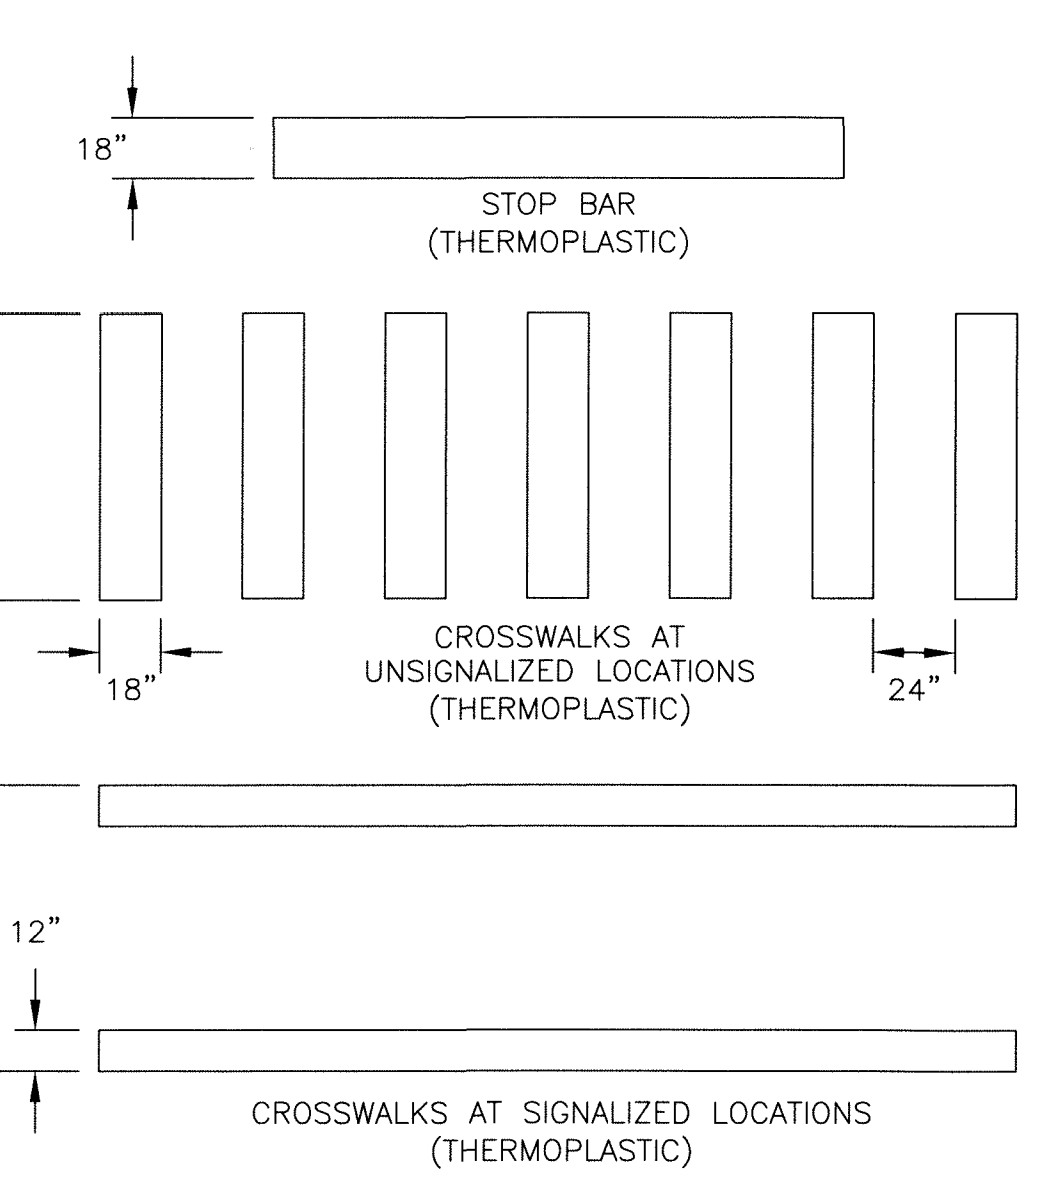 18”
STOP BAR
(THERMOPLASTIC)
CROSSWALKS AT
UNSIGNALIZED LOCATIONS
(THERMOPLASTIC)
18”
24”
12”
CROSSWALKS AT SIGNALIZED LOCATIONS
(THERMOPLASTIC)